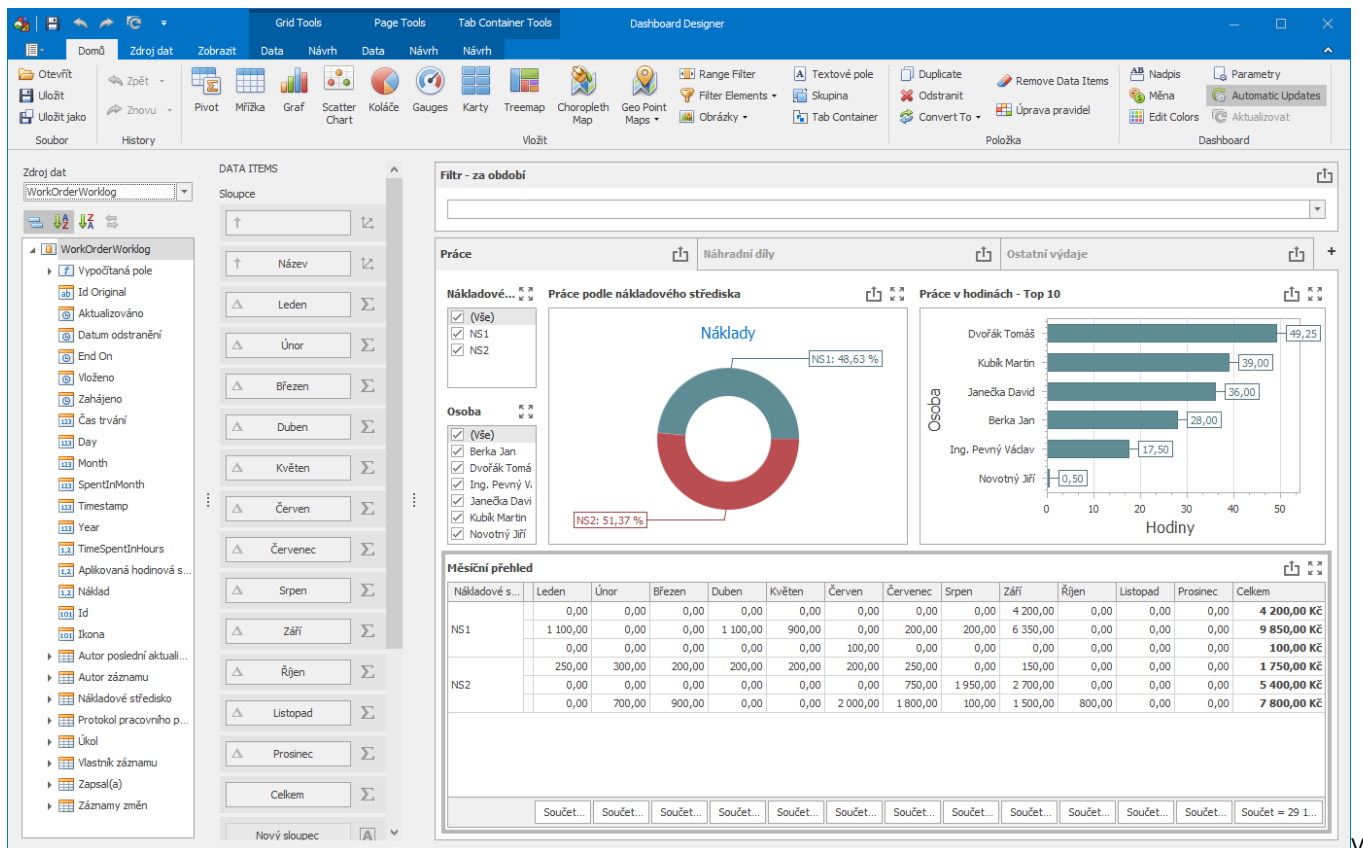 Grid Tools Page Tools Tab Container Tools Dashboard Designer
Domů Zdroj dat Zobrazit Data Návrh Data Návrh Návrh
Otevřít
Uložit
Uložit jako
Soubor
Zpět
Znovu
History
Pivot Mřížka Graf Scatter Chart Koláče Gauges Karty Treemap Choropleth Map Geo Point Maps
Range Filter
Filter Elements
Obrázky
Textové pole
Skupina
Tab Container
Vložit
Duplicate
Odstranit
Convert To
Remove Data Items
Úprava pravidel
Položka
Nadpis
Měna
Edit Colors
Parametry
Automatic Updates
Aktualizovat
Dashboard
Zdroj dat
WorkOrderWorklog
WorkOrderWorklog
Vypočítaná pole
Id Original
Aktualizováno
Datum odstranění
End On
Vloženo
Zahájeno
Čas trvání
Day
Month
SpentInMonth
Timestamp
Year
TimeSpentInHours
Aplikovaná hodinová s...
Náklad
Id
Ikona
Autor poslední aktuali...
Autor záznamu
Nákladové středisko
Protokol pracovního p...
Úkol
Vlastník záznamu
Zapsal(a)
Záznamy změn
DATA ITEMS
Sloupce
Název
Leden
Únor
Březen
Duben
Květen
Červen
Červenec
Srpen
Září
Říjen
Listopad
Prosinec
Celkem
Nový sloupec
Filtr - za období
Práce Náhradní díly Ostatní výdaje +
Nákladové...
(Vše)
NS1
NS2
Osoba
(Vše)
Berka Jan
Dvořák Tomá
Ing. Pevný V
Janečka Davi
Kubík Martin
Novotný Jiří
Práce podle nákladového střediska
Náklady
NS1: 48,63 %
NS2: 51,37 %
Práce v hodinách - Top 10
Osoba
Dvořák Tomáš 49,25
Kubík Martin 39,00
Janečka David 36,00
Berka Jan 28,00
Ing. Pevný Václav 17,50
Novotný Jiří 0,50
0 10 20 30 40 50
Hodiny
Měsíční přehled
Nákladové s... Leden Únor Březen Duben Květen Červen Červenec Srpen Září Říjen Listopad Prosinec Celkem
0,00 0,00 0,00 0,00 0,00 0,00 0,00 0,00 4 200,00 0,00 0,00 0,00 4 200,00 Kč
NS1 1 100,00 0,00 0,00 1 100,00 900,00 0,00 200,00 200,00 6 350,00 0,00 0,00 0,00 9 850,00 Kč
0,00 0,00 0,00 0,00 0,00 100,00 0,00 0,00 0,00 0,00 0,00 0,00 100,00 Kč
250,00 300,00 200,00 200,00 200,00 200,00 250,00 0,00 150,00 0,00 0,00 0,00 1 750,00 Kč
NS2 0,00 0,00 0,00 0,00 0,00 0,00 750,00 1 950,00 2 700,00 0,00 0,00 0,00 5 400,00 Kč
0,00 700,00 900,00 0,00 0,00 2 000,00 1 800,00 100,00 1 500,00 800,00 0,00 0,00 7 800,00 Kč
Součet... Součet... Součet... Součet... Součet... Součet... Součet... Součet... Součet... Součet... Součet... Součet... Součet = 29 1...